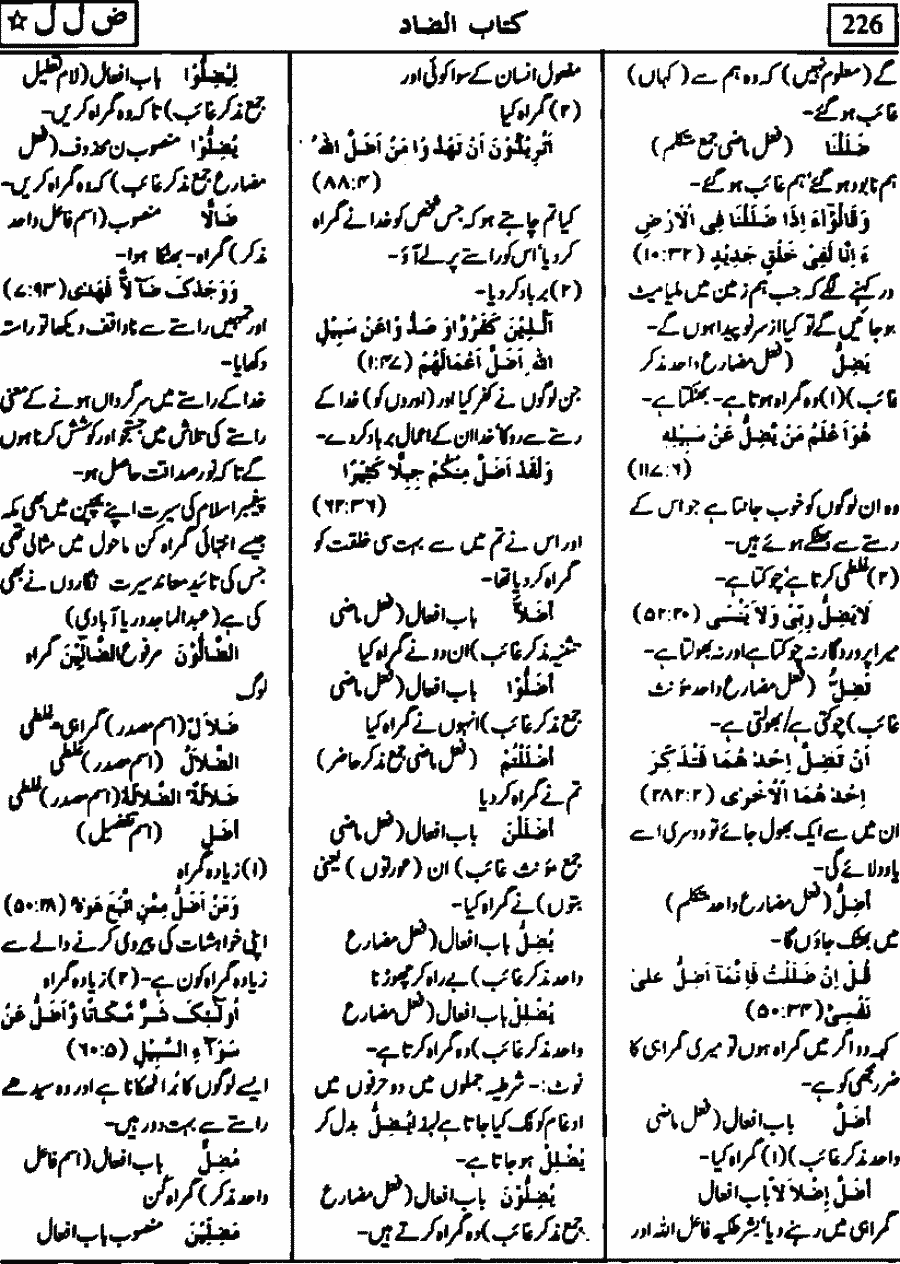 226
کتاب الضاد
ض ل ل ☆
گے (معلوم نہیں) کہ وہ ہم سے (کہاں)
غائب ہو گئے۔
ضَلَلْنَا (فعل ماضی جمع متکلم)
ہم نابود ہو گئے' ہم غائب ہو گئے۔
وَقَالُوْٓاءَ اِذَا ضَلَلْنَا فِی الْاَرْضِ
ءَ اِنَّا لَفِیْ خَلْقٍ جَدِیْدٍ (۱۰:۳۲)
در کہنے لگے کہ جب ہم زمین میں ملیامیٹ
ہو جائیں گے تو کیا از سر نو پیدا ہوں گے۔
یَضِلُّ (فعل مضارع واحد مذکر
غائب) (۱) وہ گمراہ ہوتا ہے۔ بھٹکتا ہے۔
هُوَ اَعْلَمُ مَنْ یَّضِلُّ عَنْ سَبِیْلِهٖ
(۱۱۷:۶)
وہ ان لوگوں کو خوب جانتا ہے جو اس کے
رستے سے بھٹکے ہوئے ہیں۔
(۲) غلطی کرتا ہے' چوکتا ہے۔
لَا یَضِلُّ رَبِّیْ وَلَا یَنْسٰی (۵۲:۲۰)
میرا پروردگار نہ چوکتا ہے اور نہ بھولتا ہے۔
تَضِلُّ (فعل مضارع واحد مؤنث
غائب) چوکتی ہے/ بھولتی ہے۔
اَنْ تَضِلَّ اِحْدٰ هُمَا فَتُذَکِّرَ
اِحْدٰ هُمَا الْاُخْرٰی (۲۸۲:۲)
ان میں سے ایک بھول جائے تو دوسری اسے
یاد دلائے گی۔
اَضِلُّ (فعل مضارع واحد متکلم)
میں بھٹک جاؤں گا۔
قُلْ اِنْ ضَلَلْتُ فَاِنَّمَآ اَضِلُّ عَلٰی
نَفْسِیْ (۵۰:۳۴)
کہہ دو اگر میں گمراہ ہوں تو میری گمراہی کا
ضرر مجھی کو ہے۔
اَضَلَّ باب افعال (فعل ماضی
واحد مذکر غائب) (۱) گمراہ کیا۔
اَضَلَّ اِضْلَالًا باب افعال
گمراہی میں رہنے دیا' بشرطیکہ فاعل اللہ اور
مفعول انسان کے سوا کوئی اور
(۲) گمراہ کیا
اَتُرِیْدُوْنَ اَنْ تَهْدُوْا مَنْ اَضَلَّ اللّٰهُ
(۸۸:۴)
کیا تم چاہتے ہو کہ جس شخص کو خدا نے گمراہ
کر دیا' اس کو راستے پر لے آؤ۔
(۲) برباد کر دیا۔
اَلَّذِیْنَ کَفَرُوْا وَ صَدُّوْا عَنْ سَبِیْلِ
اللّٰهِ اَضَلَّ اَعْمَالَهُمْ (۱:۴۷)
جن لوگوں نے کفر کیا اور (اوروں کو) خدا کے
رستے سے روکا' خدا ان کے اعمال برباد کر دے۔
وَلَقَدْ اَضَلَّ مِنْکُمْ جِبِلًّا کَثِیْرًا
(۶۲:۳۶)
اور اس نے تم میں سے بہت سی خلقت کو
گمراہ کر دیا تھا۔
اَضَلَّا باب افعال (فعل ماضی
تثنیہ مذکر غائب) ان دو نے گمراہ کیا
اَضَلُّوْا باب افعال (فعل ماضی
جمع مذکر غائب) انہوں نے گمراہ کیا
اَضْلَلْتُمْ (فعل ماضی جمع مذکر حاضر)
تم نے گمراہ کر دیا
اَضْلَلْنَ باب افعال (فعل ماضی
جمع مؤنث غائب) ان (عورتوں) یعنی
بتوں) نے گمراہ کیا۔
یُضِلُّ باب افعال (فعل مضارع
واحد مذکر غائب) بے راہ کر چھوڑتا
یُضْلِلْ باب افعال (فعل مضارع
واحد مذکر غائب) وہ گمراہ کرتا ہے۔
نوٹ:۔ شرطیہ جملوں میں دو حرفوں میں
ادغام کو فک کیا جاتا ہے لہٰذا یُضِلُّ بدل کر
یُضْلِلْ ہو جاتا ہے۔
یُضِلُّوْنَ باب افعال (فعل مضارع
جمع مذکر غائب) وہ گمراہ کرتے ہیں۔
لِیُضِلُّوْا باب افعال (لام تعلیل
جمع مذکر غائب) تا کہ وہ گمراہ کریں۔
یُضِلُّوْا منصوب ن محذوف (فعل
مضارع جمع مذکر غائب) کہ وہ گمراہ کریں۔
ضَالًّا منصوب (اسم فاعل واحد
مذکر) گمراہ۔ بھٹکا ہوا۔
وَوَجَدَکَ ضَآلًّا فَهَدٰی (۷:۹۳)
اور تمہیں راستے سے ناواقف دیکھا تو راستہ
دکھایا۔
خدا کے راستے میں سرگرداں ہونے کے معنی
راستے کی تلاش میں جستجو اور کوشش کرنا ہوں
گے تا کہ نور صداقت حاصل ہو۔
پیغمبر اسلام کی سیرت اپنے بچپن میں بھی مکہ
جیسے انتہائی گمراہ کن ماحول میں مثالی تھی
جس کی تائید معاند سیرت نگاروں نے بھی
کی ہے (عبدالماجد دریا آبادی)
الضَّالُّوْنَ مرفوع الضَّالِّیْنَ گمراہ
لوگ
ضَلَالٌ (اسم مصدر) گمراہی غلطی
الضَّلَالُ (اسم مصدر) غلطی
ضَلَالَةٌ الضَّلَالَةُ (اسم مصدر) غلطی
اَضَلُّ (اسم تفضیل)
(۱) زیادہ گمراہ
وَمَنْ اَضَلُّ مِمَّنِ اتَّبَعَ هَوٰهُ (۵۰:۲۸)
اپنی خواہشات کی پیروی کرنے والے سے
زیادہ گمراہ کون ہے۔ (۲) زیادہ گمراہ
اُولٰٓئِکَ شَرٌّ مَّکَانًا وَّاَضَلُّ عَنْ
سَوَآءِ السَّبِیْلِ (۶۰:۵)
ایسے لوگوں کا بُرا ٹھکانا ہے اور وہ سیدھے
راستے سے بہت دور ہیں۔
مُضِلٌّ باب افعال (اسم فاعل
واحد مذکر) گمراہ کُن
مُضِلِّیْنَ منصوب باب افعال